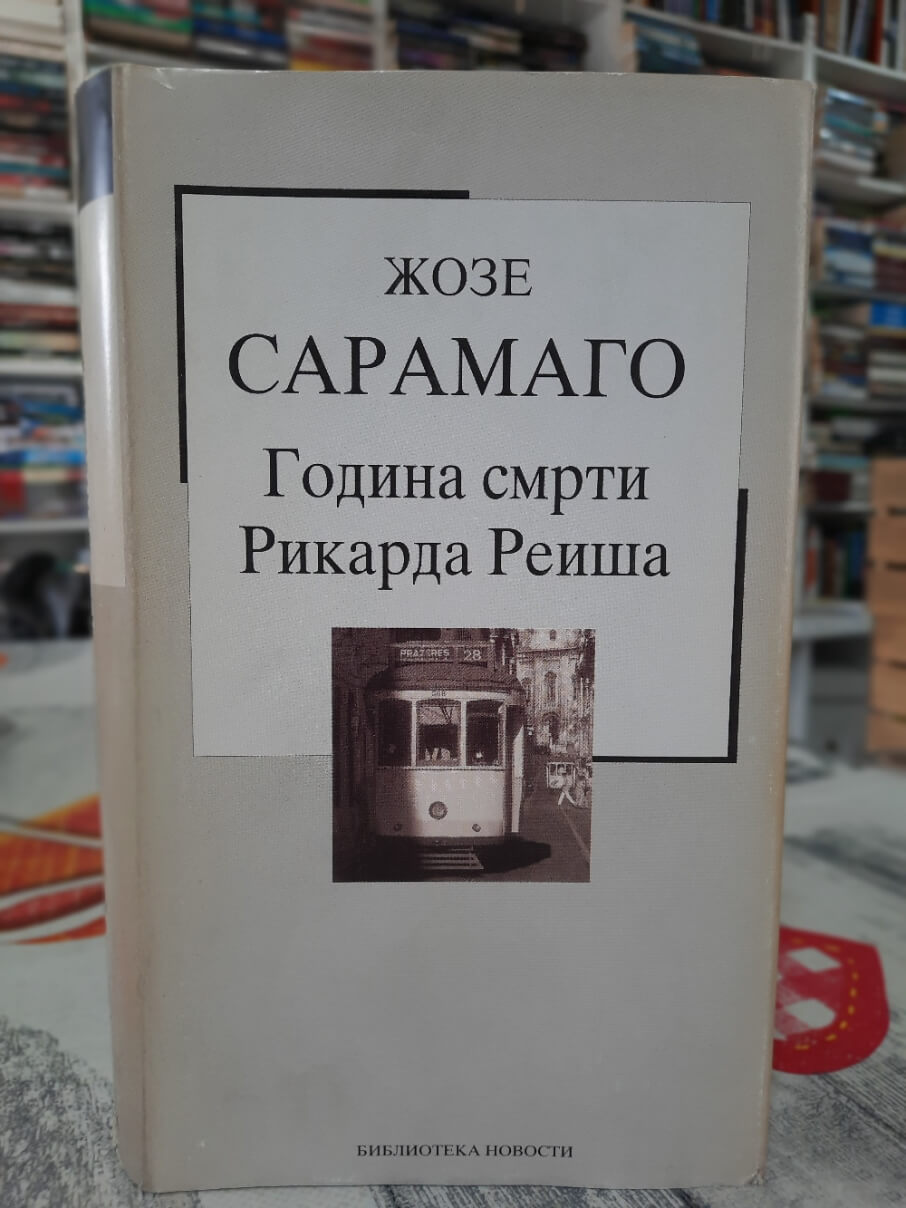 ЖОЗЕ
САРАМАГО
Година смрти
Рикарда Реиша
PRAZERES 28
БИБЛИОТЕКА НОВОСТИ